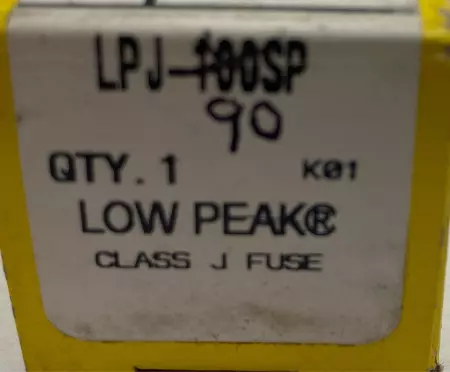 LPJ-100SP
90
QTY. 1 K01
LOW PEAK®
CLASS J FUSE